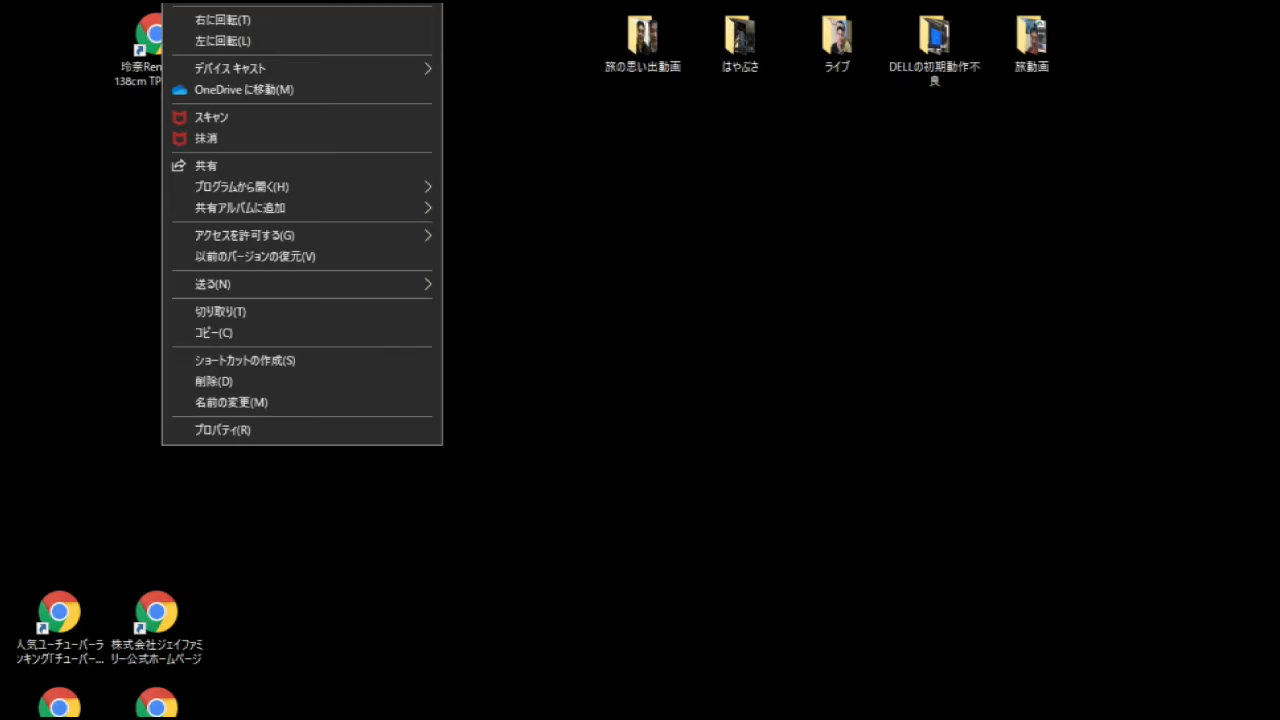 玲奈Ren
138cm TP
右に回転(T)
左に回転(L)
デバイス キャスト
OneDrive に移動(M)
スキャン
抹消
共有
プログラムから開く(H)
共有アルバムに追加
アクセスを許可する(G)
以前のバージョンの復元(V)
送る(N)
切り取り(T)
コピー(C)
ショートカットの作成(S)
削除(D)
名前の変更(M)
プロパティ(R)
旅の思い出動画
はやぶさ
ライブ
DELLの初期動作不
良
旅動画
人気ユーチューバーラ
ンキング「チューバー...
株式会社ジェイファミ
リー公式ホームページ